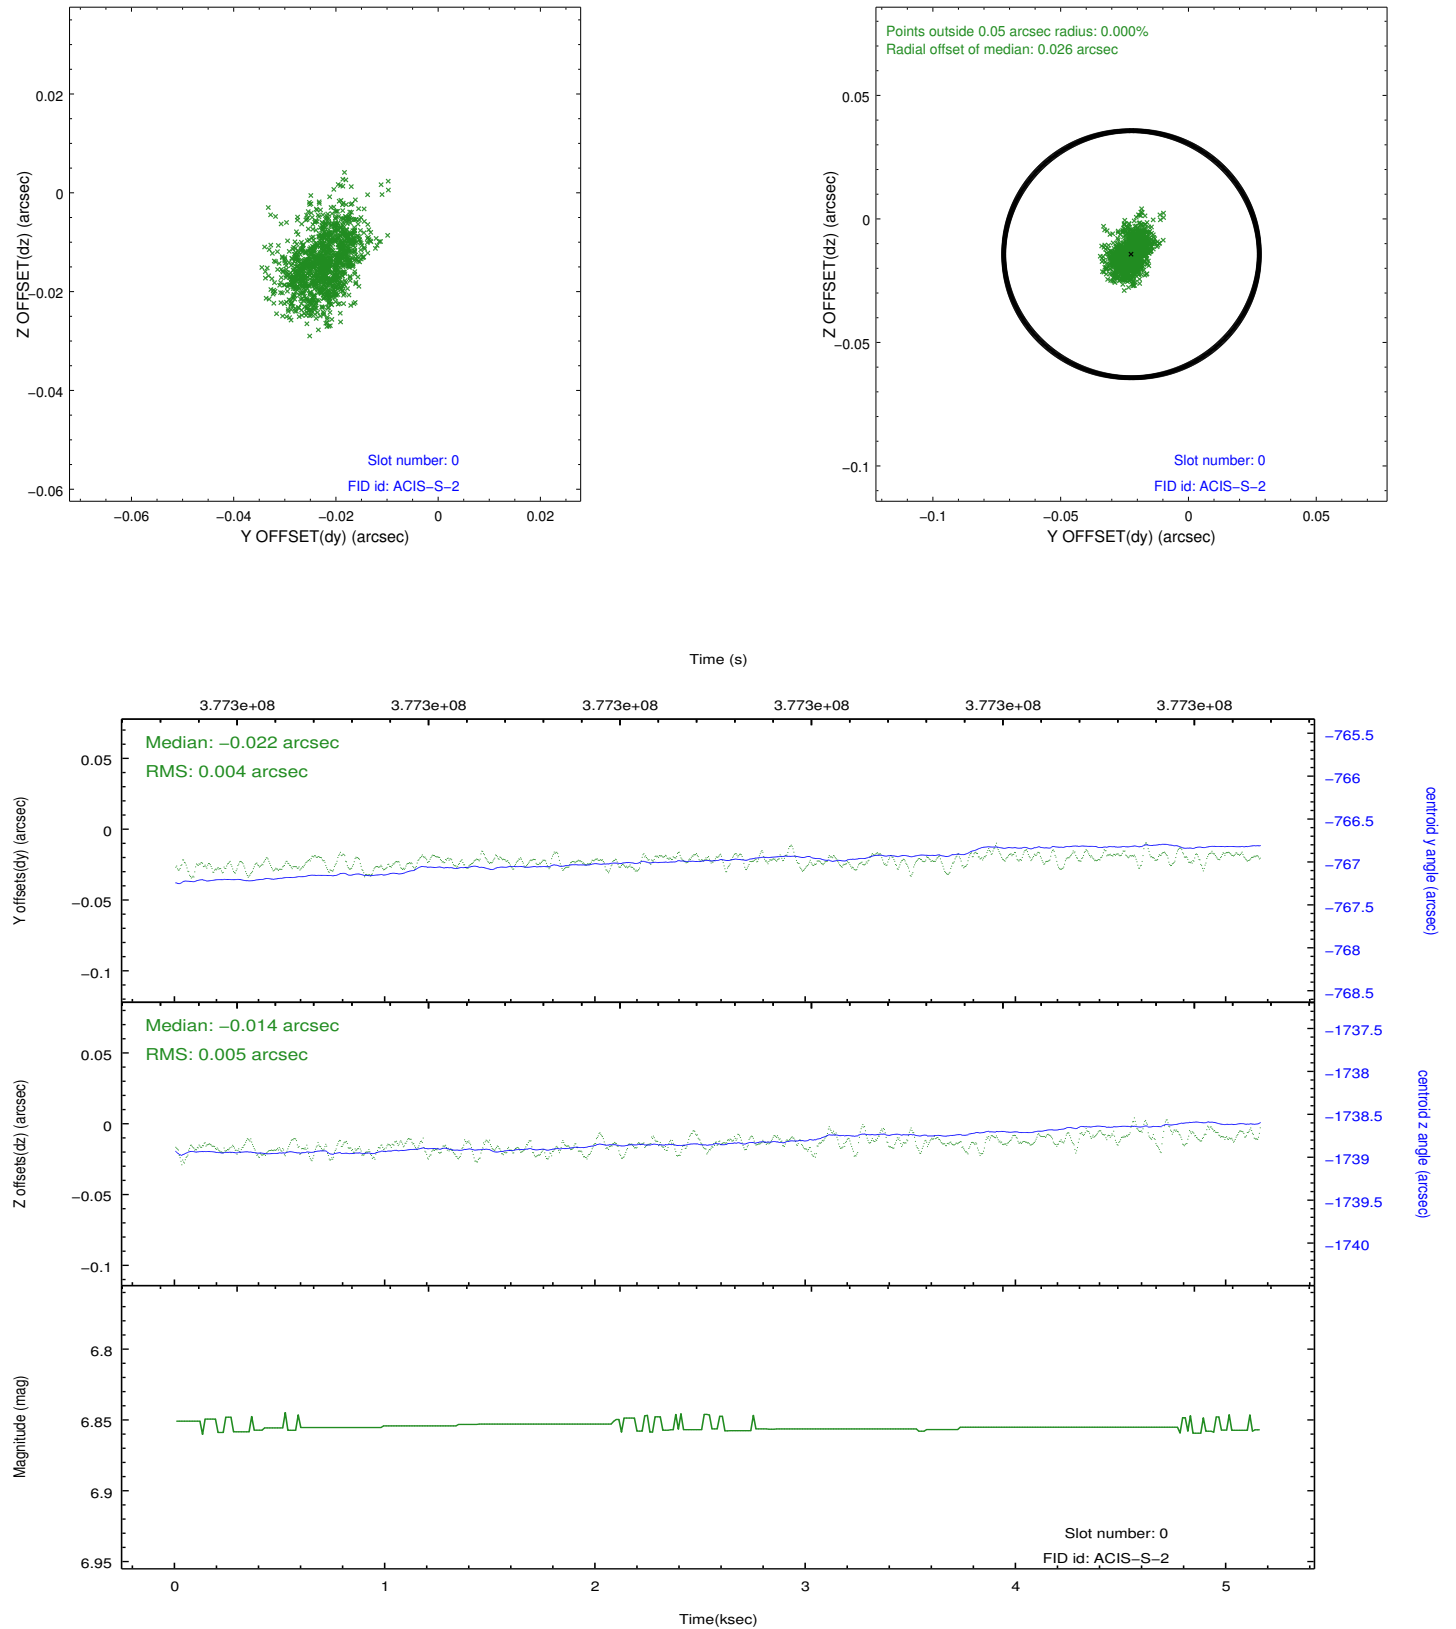 0.02
0
−0.02
−0.04
−0.06
Z OFFSET(dz) (arcsec)
Slot number: 0
FID id: ACIS−S−2
−0.06
−0.04
−0.02
0
0.02
Y OFFSET(dy) (arcsec)
Points outside 0.05 arcsec radius: 0.000%
Radial offset of median: 0.026 arcsec
0.05
0
−0.05
−0.1
Z OFFSET(dz) (arcsec)
Slot number: 0
FID id: ACIS−S−2
−0.1
−0.05
0
0.05
Y OFFSET(dy) (arcsec)
Time (s)
3.773e+08
3.773e+08
3.773e+08
3.773e+08
3.773e+08
3.773e+08
Median: −0.022 arcsec
RMS: 0.004 arcsec
0.05
0
−0.05
−0.1
Y offsets(dy) (arcsec)
−765.5
−766
−766.5
−767
−767.5
−768
−768.5
centroid y angle (arcsec)
Median: −0.014 arcsec
RMS: 0.005 arcsec
0.05
0
−0.05
−0.1
Z offsets(dz) (arcsec)
−1737.5
−1738
−1738.5
−1739
−1739.5
−1740
centroid z angle (arcsec)
6.8
6.85
6.9
6.95
Magnitude (mag)
Slot number: 0
FID id: ACIS−S−2
0
1
2
3
4
5
Time(ksec)